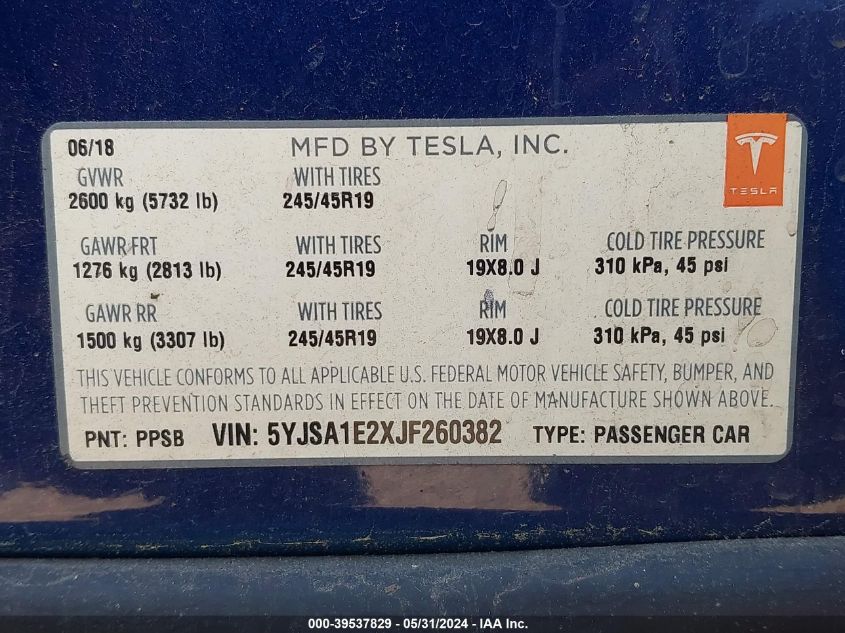 06/18 MFD BY TESLA, INC.
TESLA
GVWR WITH TIRES
2600 kg (5732 lb) 245/45R19
GAWR FRT WITH TIRES RIM COLD TIRE PRESSURE
1276 kg (2813 lb) 245/45R19 19X8.0 J 310 kPa, 45 psi
GAWR RR WITH TIRES RIM COLD TIRE PRESSURE
1500 kg (3307 lb) 245/45R19 19X8.0 J 310 kPa, 45 psi
THIS VEHICLE CONFORMS TO ALL APPLICABLE U.S. FEDERAL MOTOR VEHICLE SAFETY, BUMPER, AND
THEFT PREVENTION STANDARDS IN EFFECT ON THE DATE OF MANUFACTURE SHOWN ABOVE.
PNT: PPSB VIN: 5YJSA1E2XJF260382 TYPE: PASSENGER CAR
000-39537829 - 05/31/2024 - IAA Inc.